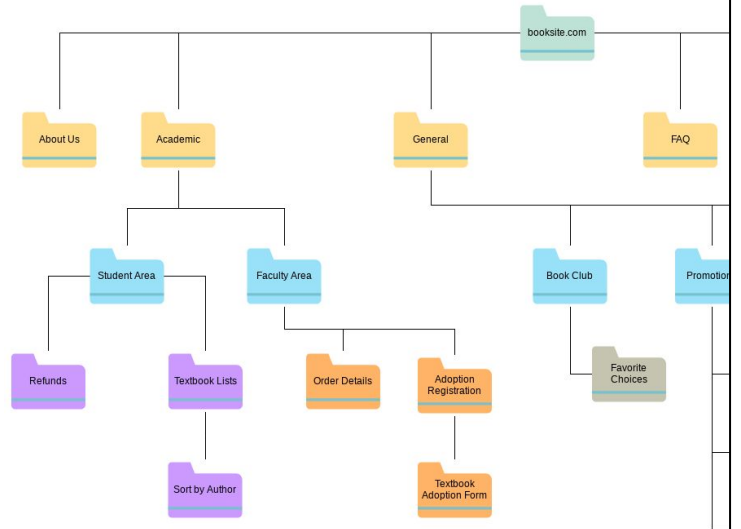 booksite.com
About Us
Academic
General
FAQ
Student Area
Faculty Area
Book Club
Promotion
Refunds
Textbook Lists
Order Details
Adoption
Registration
Favorite
Choices
Sort by Author
Textbook
Adoption Form